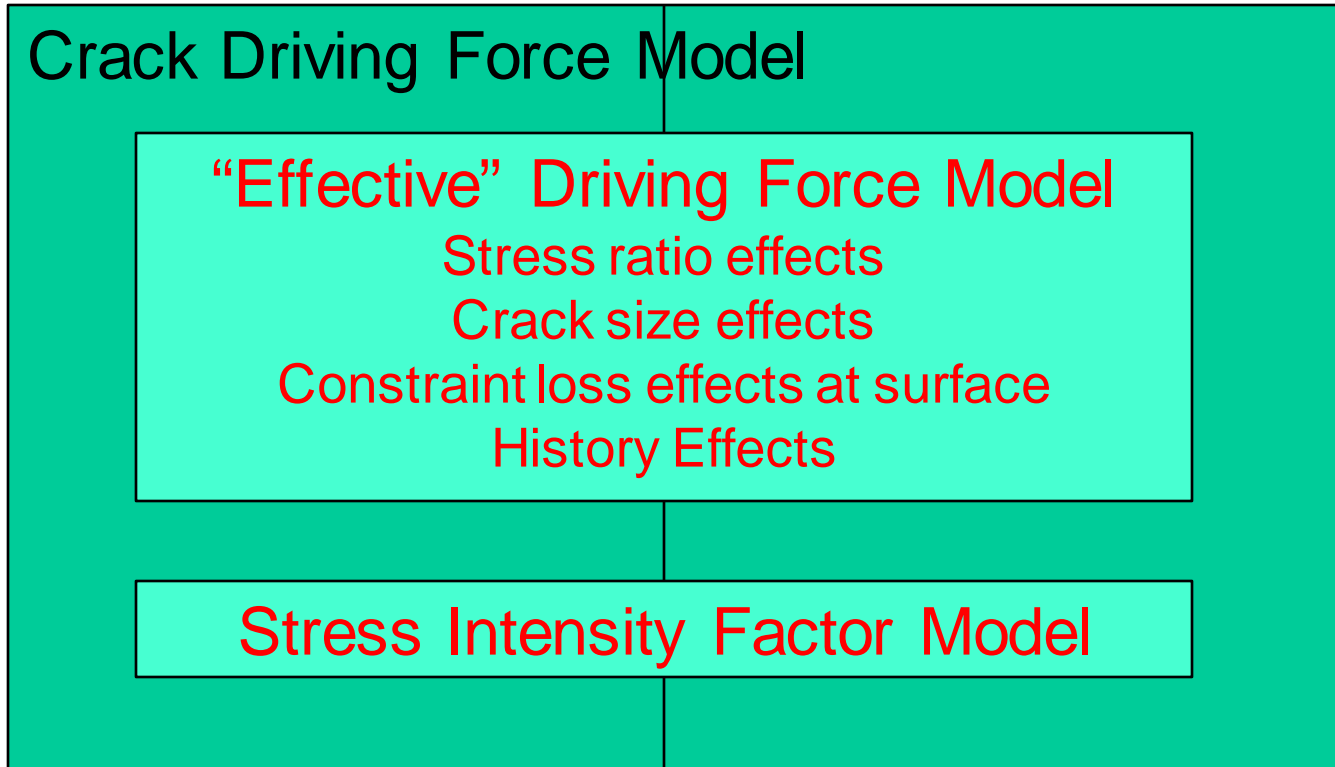 Crack Driving Force Model
“Effective” Driving Force Model
Stress ratio effects
Crack size effects
Constraint loss effects at surface
History Effects
Stress Intensity Factor Model